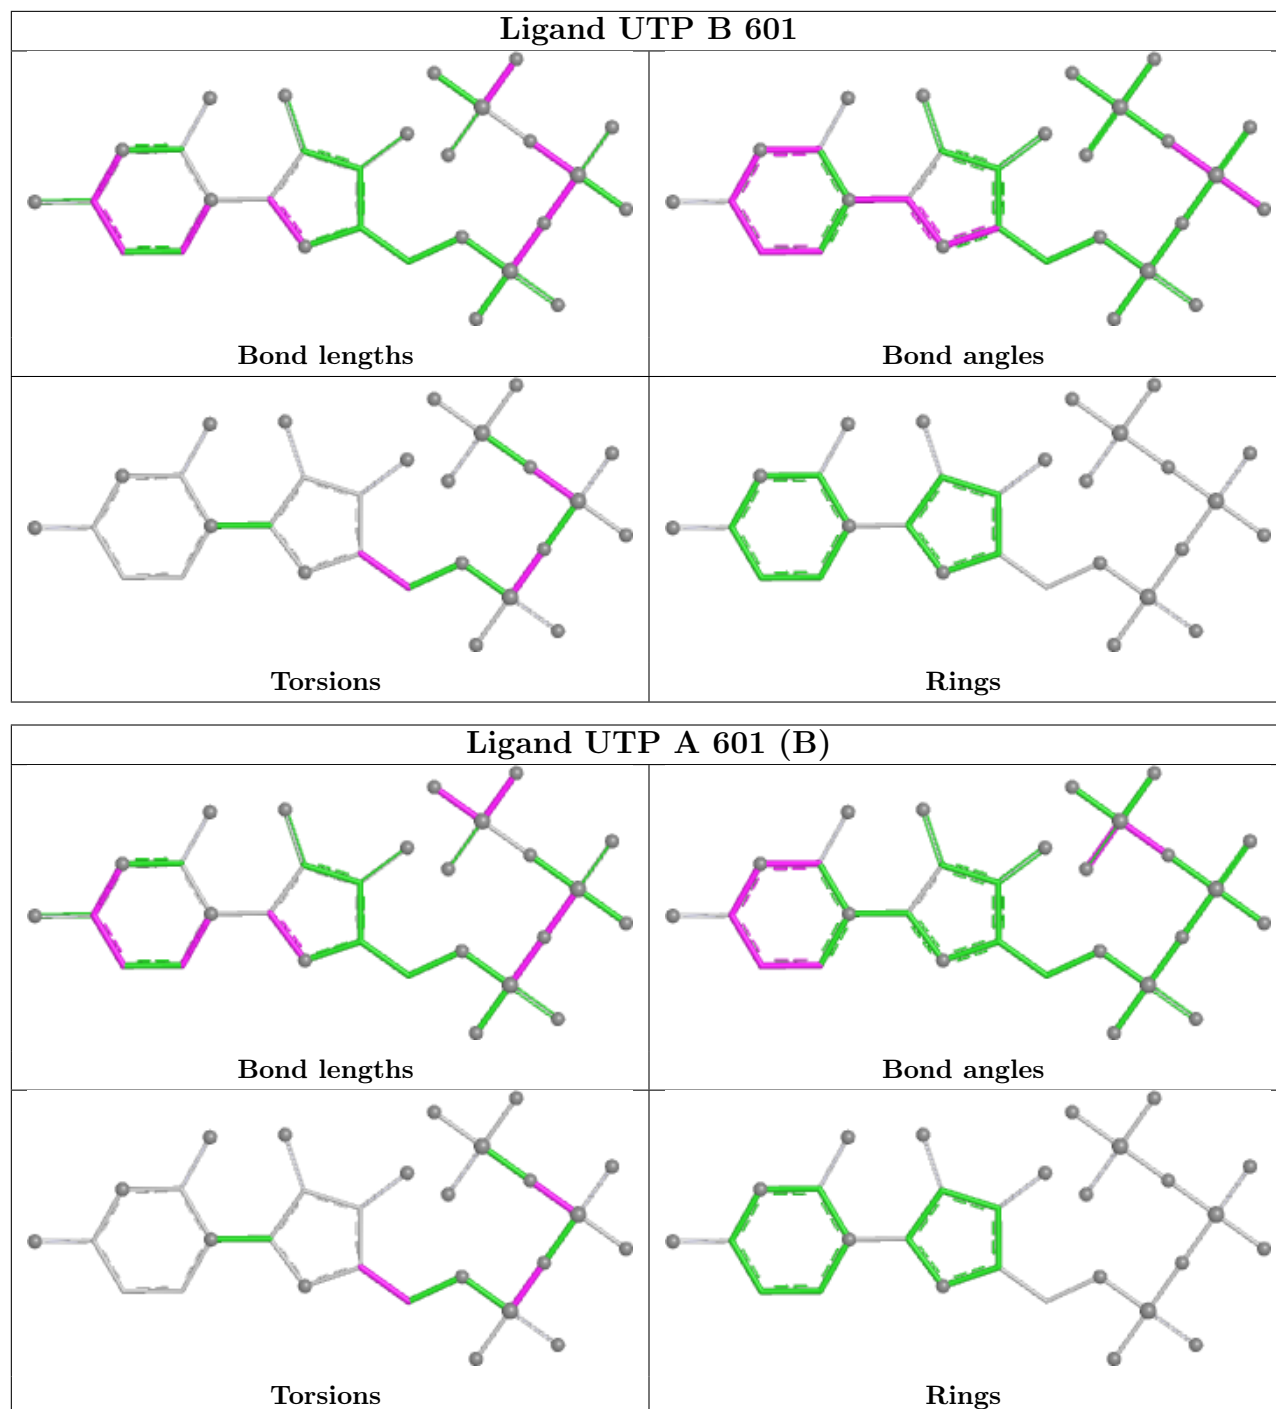 Ligand UTP B 601
Bond lengths
Bond angles
Torsions
Rings
Ligand UTP A 601 (B)
Bond lengths
Bond angles
Torsions
Rings